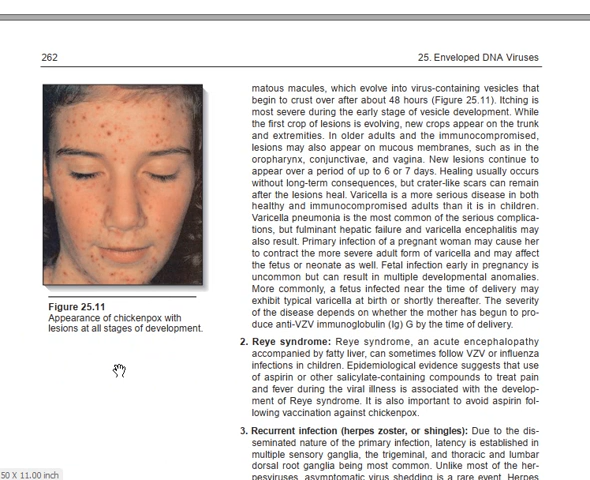 262
25. Enveloped DNA Viruses
matous macules, which evolve into virus-containing vesicles that
begin to crust over after about 48 hours (Figure 25.11). Itching is
most severe during the early stage of vesicle development. While
the first crop of lesions is evolving, new crops appear on the trunk
and extremities. In older adults and the immunocompromised,
lesions may also appear on mucous membranes, such as in the
oropharynx, conjunctivae, and vagina. New lesions continue to
appear over a period of up to 6 or 7 days. Healing usually occurs
without long-term consequences, but crater-like scars can remain
after the lesions heal. Varicella is a more serious disease in both
healthy and immunocompromised adults than it is in children.
Varicella pneumonia is the most common of the serious complica-
tions, but fulminant hepatic failure and varicella encephalitis may
also result. Primary infection of a pregnant woman may cause her
to contract the more severe adult form of varicella and may affect
the fetus or neonate as well. Fetal infection early in pregnancy is
uncommon but can result in multiple developmental anomalies.
More commonly, a fetus infected near the time of delivery may
exhibit typical varicella at birth or shortly thereafter. The severity
of the disease depends on whether the mother has begun to pro-
duce anti-VZV immunoglobulin (Ig) G by the time of delivery.
Figure 25.11
Appearance of chickenpox with
lesions at all stages of development.
2. Reye syndrome: Reye syndrome, an acute encephalopathy
accompanied by fatty liver, can sometimes follow VZV or influenza
infections in children. Epidemiological evidence suggests that use
of aspirin or other salicylate-containing compounds to treat pain
and fever during the viral illness is associated with the develop-
ment of Reye syndrome. It is also important to avoid aspirin fol-
lowing vaccination against chickenpox.
3. Recurrent infection (herpes zoster, or shingles): Due to the dis-
seminated nature of the primary infection, latency is established in
multiple sensory ganglia, the trigeminal, and thoracic and lumbar
dorsal root ganglia being most common. Unlike most of the her-
pesviruses, asymptomatic virus shedding is a rare event. Herpes
50 X 11.00 inch